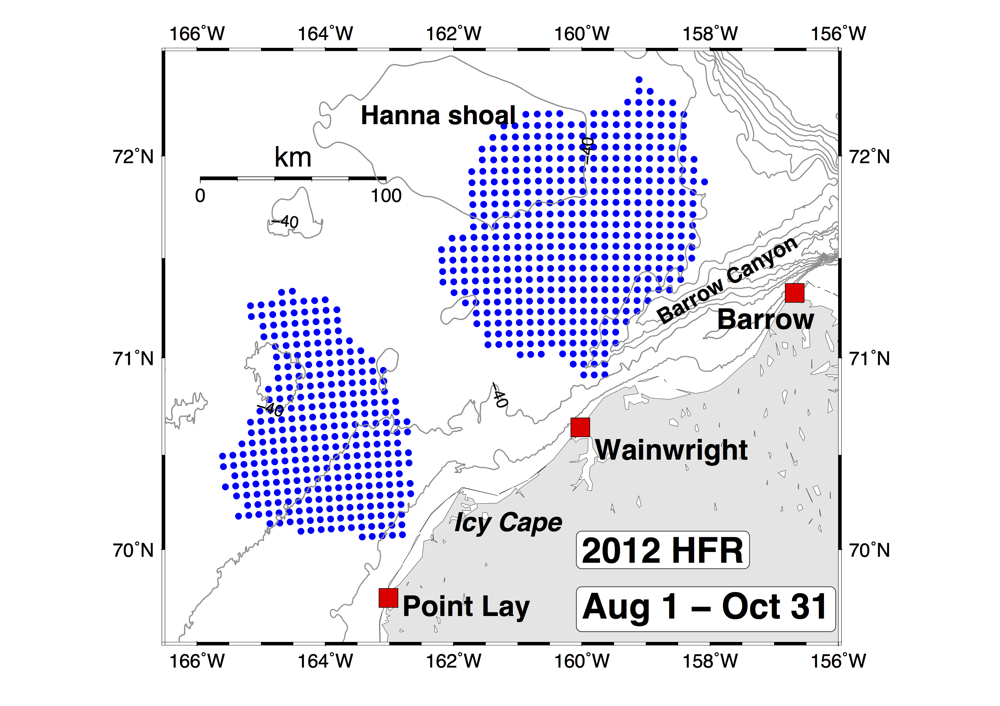 166°W 164°W 162°W 160°W 158°W 156°W
Hanna shoal
–40
72°N
72°N
km
0 100
–40
Barrow Canyon
Barrow
71°N
71°N
–40
–40
Wainwright
Icy Cape
2012 HFR
70°N
70°N
Point Lay
Aug 1 – Oct 31
166°W 164°W 162°W 160°W 158°W 156°W